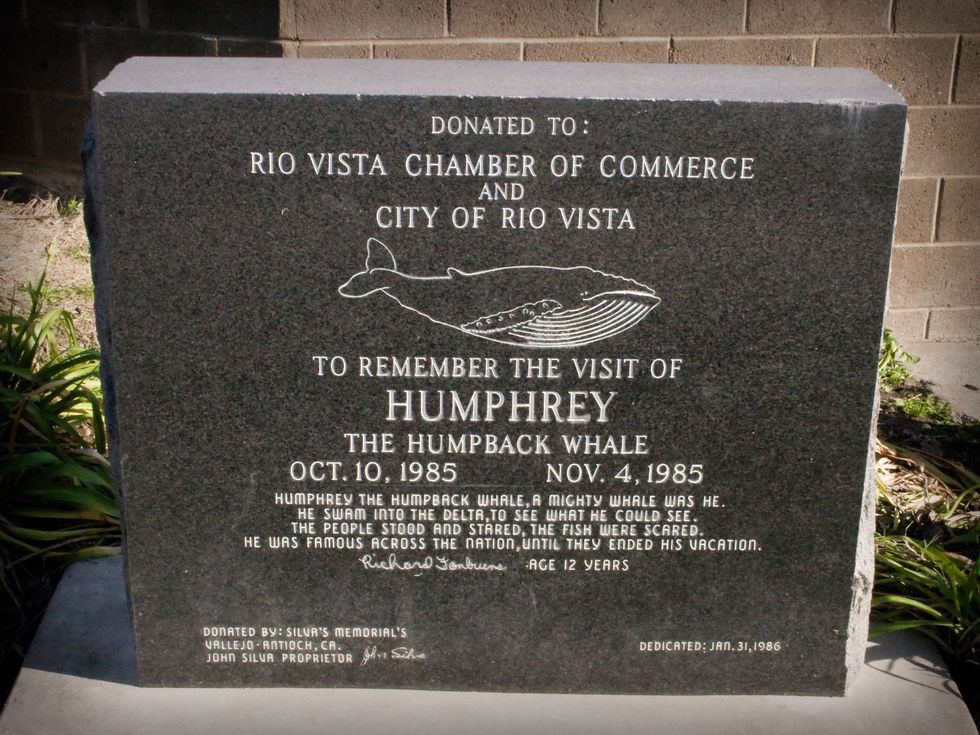 DONATED TO:
RIO VISTA CHAMBER OF COMMERCE
AND
CITY OF RIO VISTA
TO REMEMBER THE VISIT OF
HUMPHREY
THE HUMPBACK WHALE
OCT. 10, 1985 NOV. 4, 1985
HUMPHREY THE HUMPBACK WHALE, A MIGHTY WHALE WAS HE.
HE SWAM INTO THE DELTA, TO SEE WHAT HE COULD SEE.
THE PEOPLE STOOD AND STARED, THE FISH WERE SCARED.
HE WAS FAMOUS ACROSS THE NATION, UNTIL THEY ENDED HIS VACATION.
Richard AGE 12 YEARS
DONATED BY: SILVA'S MEMORIAL'S
VALLEJO-ANTIOCH, CA.
JOHN SILVA PROPRIETOR John Silva
DEDICATED: JAN. 31, 1986